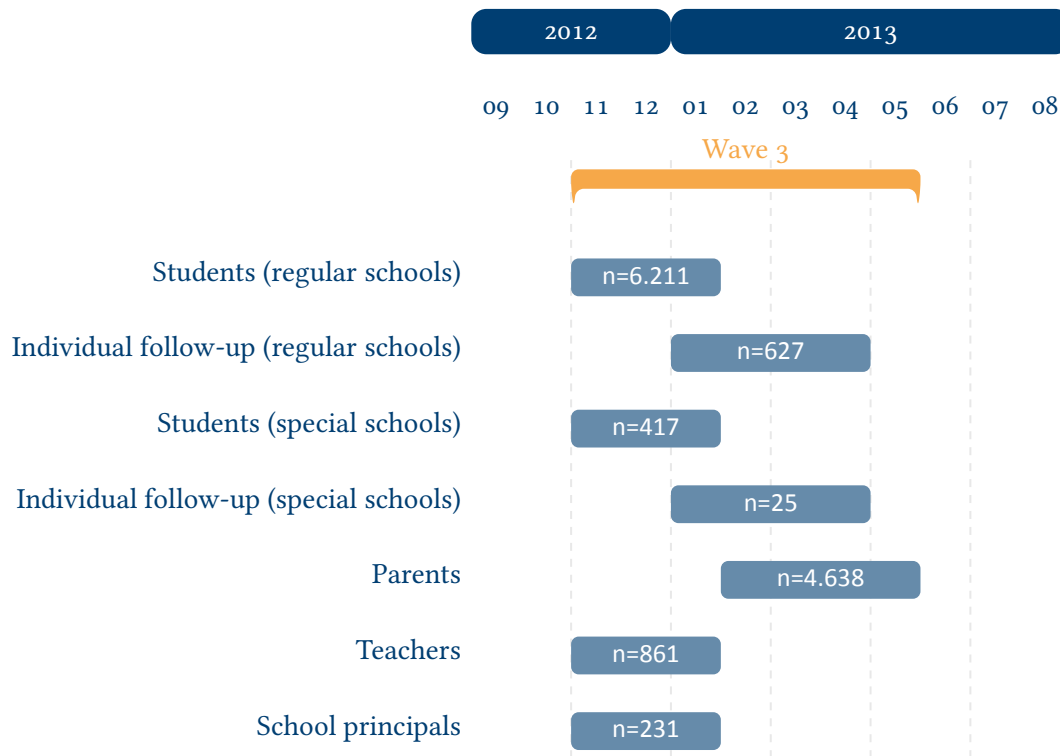 2012 2013
09 10 11 12 01 02 03 04 05 06 07 08
Wave 3
Students (regular schools) n=6.211
Individual follow-up (regular schools) n=627
Students (special schools) n=417
Individual follow-up (special schools) n=25
Parents n=4.638
Teachers n=861
School principals n=231